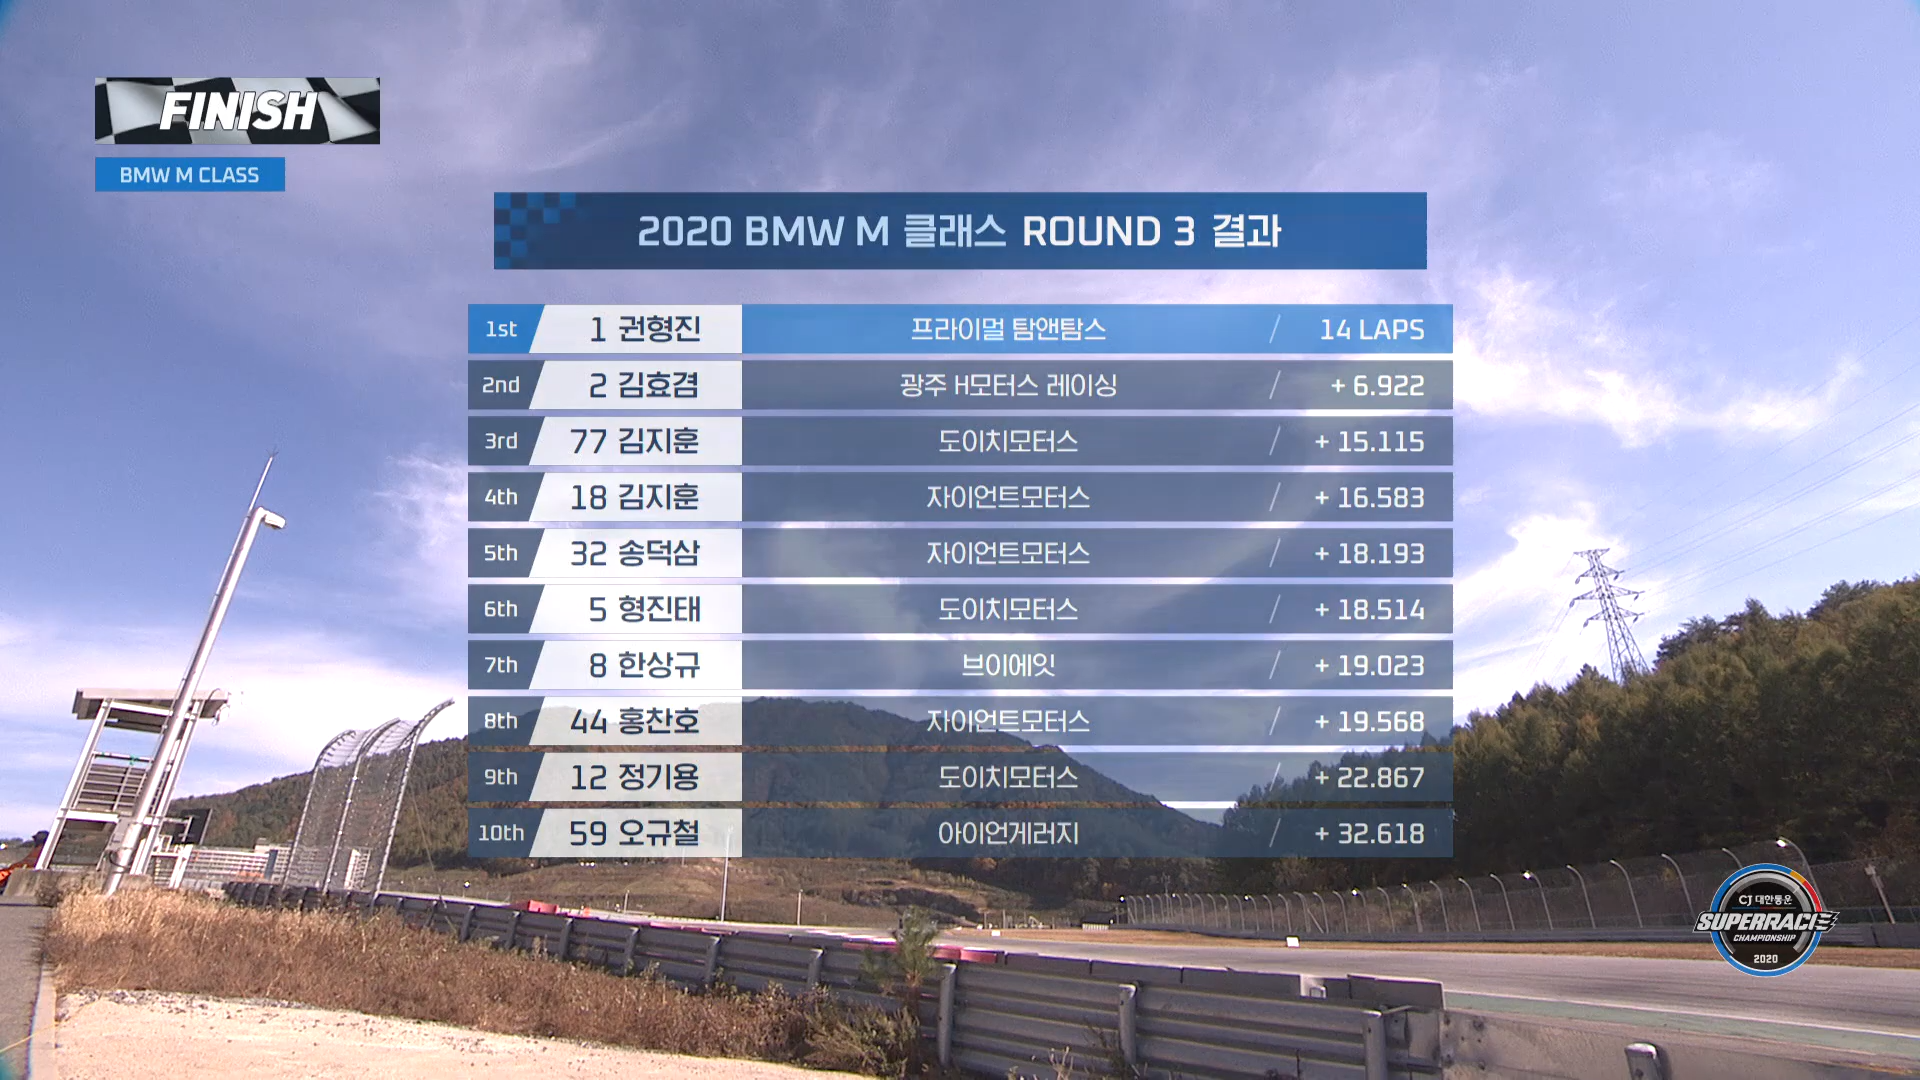 FINISH
BMW M CLASS
2020 BMW M 클래스 ROUND 3 결과
1st 1 권형진 프라이멀 탐앤탐스 / 14 LAPS
2nd 2 김효겸 광주 H모터스 레이싱 / + 6.922
3rd 77 김지훈 도이치모터스 / + 15.115
4th 18 김지훈 자이언트모터스 / + 16.583
5th 32 송덕삼 자이언트모터스 / + 18.193
6th 5 형진태 도이치모터스 / + 18.514
7th 8 한상규 브이에잇 / + 19.023
8th 44 홍찬호 자이언트모터스 / + 19.568
9th 12 정기용 도이치모터스 / + 22.867
10th 59 오규철 아이언게러지 / + 32.618
CJ 대한통운
SUPERRACE
CHAMPIONSHIP
2020